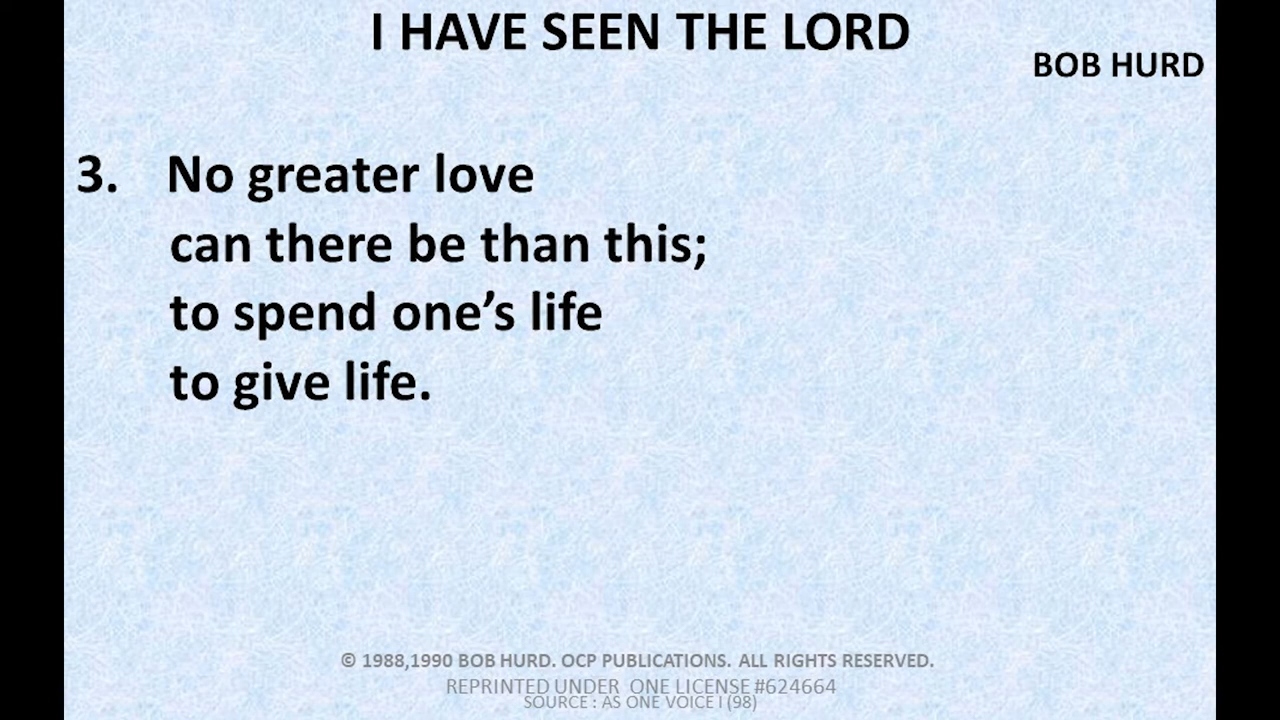 I HAVE SEEN THE LORD
BOB HURD
3. No greater love
can there be than this;
to spend one’s life
to give life.
© 1988,1990 BOB HURD. OCP PUBLICATIONS. ALL RIGHTS RESERVED.
REPRINTED UNDER ONE LICENSE #624664
SOURCE : AS ONE VOICE I (98)